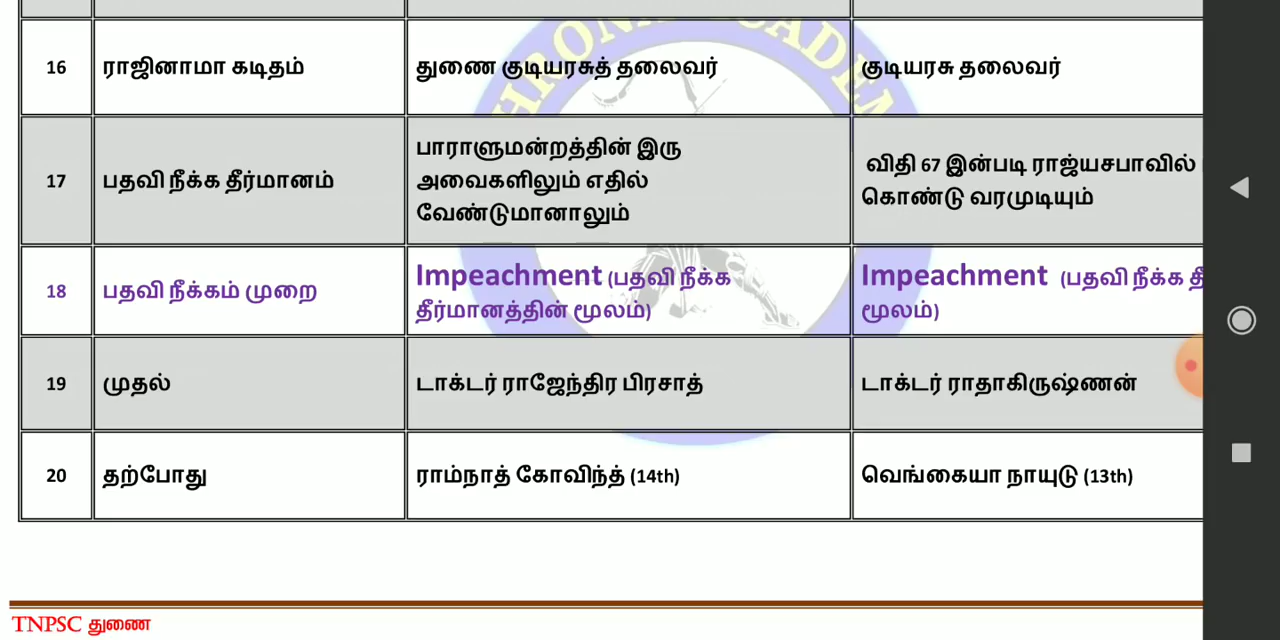 16 ராஜினாமா கடிதம் துணை குடியரசுத் தலைவர் குடியரசு தலைவர்
17 பதவி நீக்க தீர்மானம்
பாராளுமன்றத்தின் இரு
அவைகளிலும் எதில்
வேண்டுமானாலும்
விதி 67 இன்படி ராஜ்யசபாவில்
கொண்டு வரமுடியும்
18 பதவி நீக்கம் முறை
Impeachment (பதவி நீக்க
தீர்மானத்தின் மூலம்)
Impeachment (பதவி நீக்க தீ
மூலம்)
19 முதல் டாக்டர் ராஜேந்திர பிரசாத் டாக்டர் ராதாகிருஷ்ணன்
20 தற்போது ராம்நாத் கோவிந்த் (14th) வெங்கையா நாயுடு (13th)
TNPSC துணை